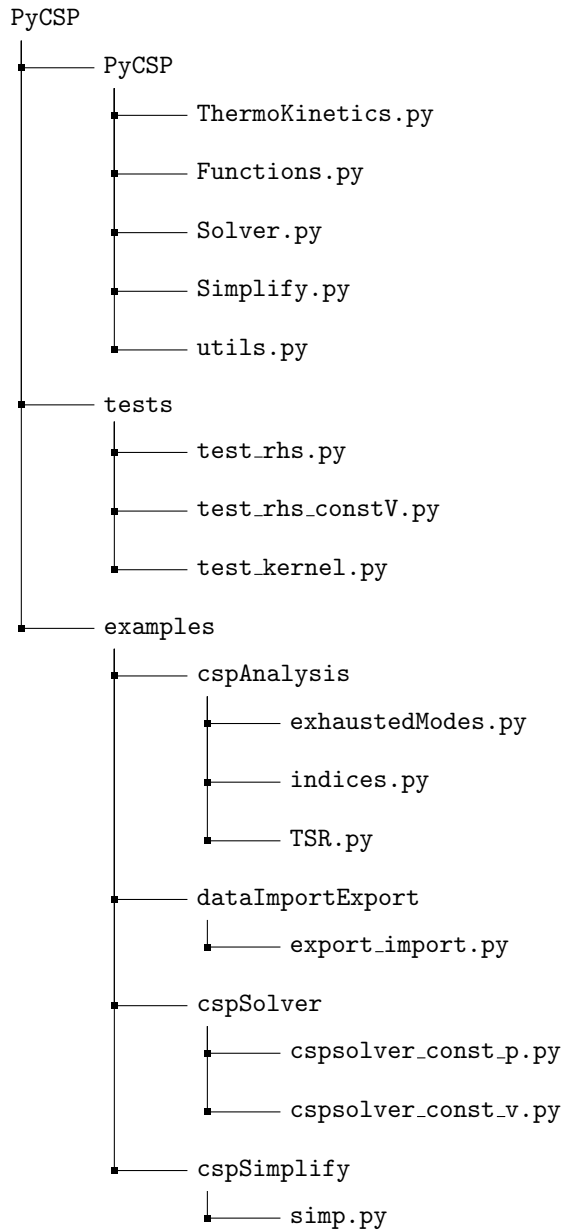 PyCSP
PyCSP
ThermoKinetics.py
Functions.py
Solver.py
Simplify.py
utils.py
tests
test_rhs.py
test_rhs_constV.py
test_kernel.py
examples
cspAnalysis
exhaustedModes.py
indices.py
TSR.py
dataImportExport
export_import.py
cspSolver
cspsolver_const_p.py
cspsolver_const_v.py
cspSimplify
simp.py